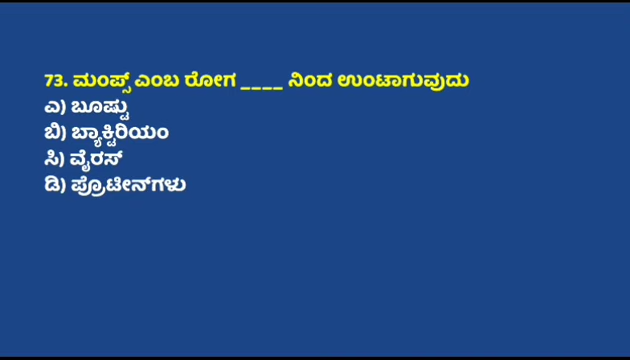 73. ಮಂಪ್ಸ್ ಎಂಬ ರೋಗ ____ ನಿಂದ ಉಂಟಾಗುವುದು
ಎ) ಬೂಷ್ಟು
ಬಿ) ಬ್ಯಾಕ್ಟಿರಿಯಂ
ಸಿ) ವೈರಸ್
ಡಿ) ಪ್ರೊಟೀನ್‌ಗಳು